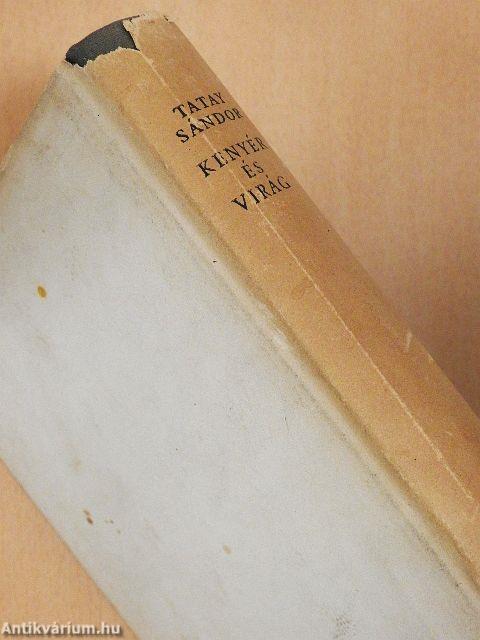 TATAY
SÁNDOR
KENYÉR
ÉS
VIRÁG
Antikvárium.hu